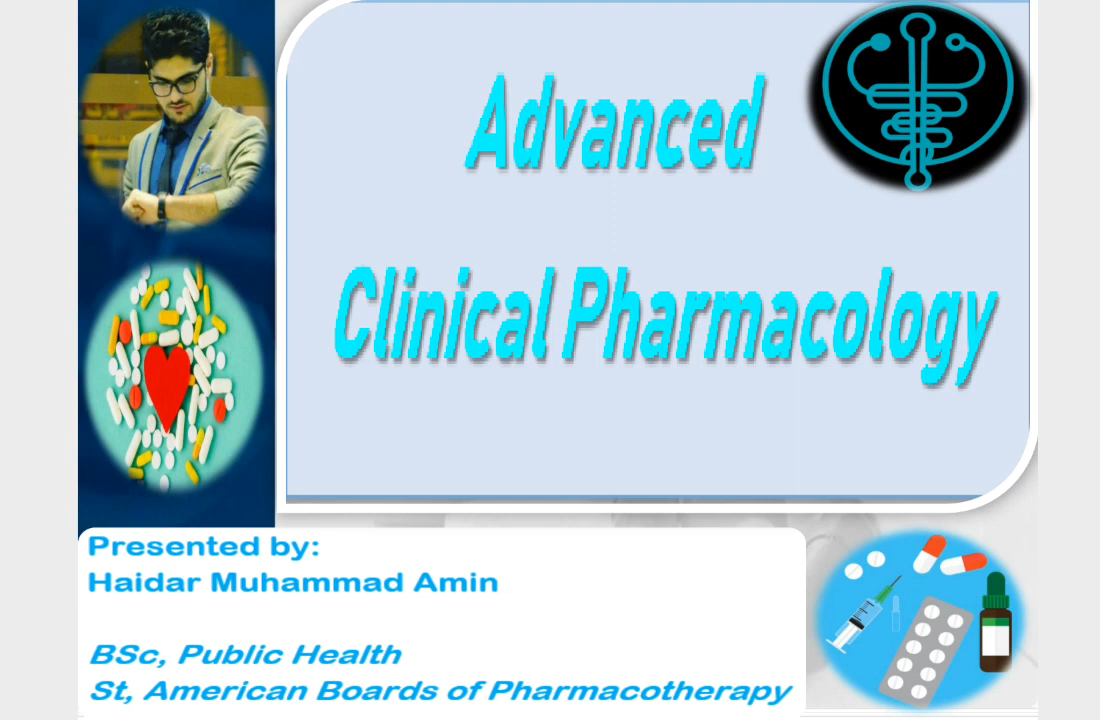 Advanced
Clinical Pharmacology
Presented by:
Haidar Muhammad Amin
BSc, Public Health
St, American Boards of Pharmacotherapy